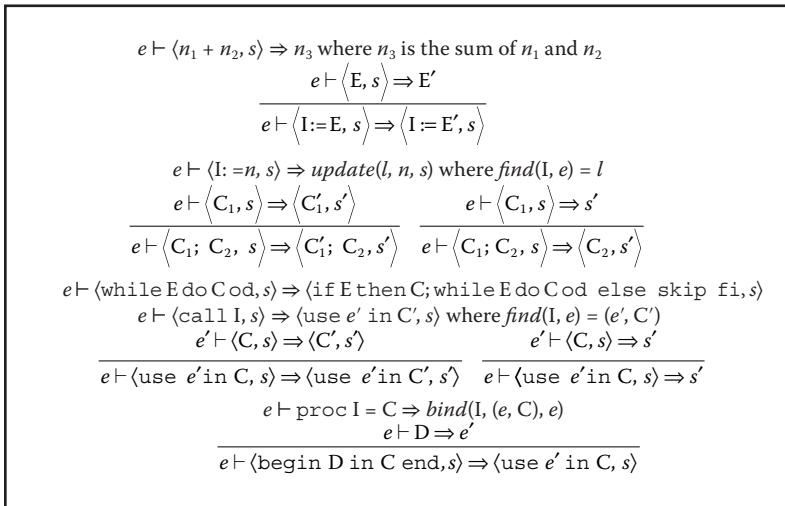 e ⊢ ⟨n₁ + n₂, s⟩ ⇒ n₃ where n₃ is the sum of n₁ and n₂
e ⊢ ⟨E, s⟩ ⇒ E′
e ⊢ ⟨I:=E, s⟩ ⇒ ⟨I := E′, s⟩
e ⊢ ⟨I: =n, s⟩ ⇒ update(l, n, s) where find(I, e) = l
e ⊢ ⟨C₁, s⟩ ⇒ ⟨C₁′, s′⟩ e ⊢ ⟨C₁, s⟩ ⇒ s′
e ⊢ ⟨C₁; C₂, s⟩ ⇒ ⟨C₁′; C₂, s′⟩ e ⊢ ⟨C₁; C₂, s⟩ ⇒ ⟨C₂, s′⟩
e ⊢ ⟨while E do C od, s⟩ ⇒ ⟨if E then C; while E do C od else skip fi, s⟩
e ⊢ ⟨call I, s⟩ ⇒ ⟨use e′ in C′, s⟩ where find(I, e) = (e′, C′)
e′ ⊢ ⟨C, s⟩ ⇒ ⟨C′, s′⟩ e′ ⊢ ⟨C, s⟩ ⇒ s′
e ⊢ ⟨use e′ in C, s⟩ ⇒ ⟨use e′ in C′, s′⟩ e ⊢ ⟨use e′ in C, s⟩ ⇒ s′
e ⊢ proc I = C ⇒ bind(I, (e, C), e)
e ⊢ D ⇒ e′
e ⊢ ⟨begin D in C end, s⟩ ⇒ ⟨use e′ in C, s⟩